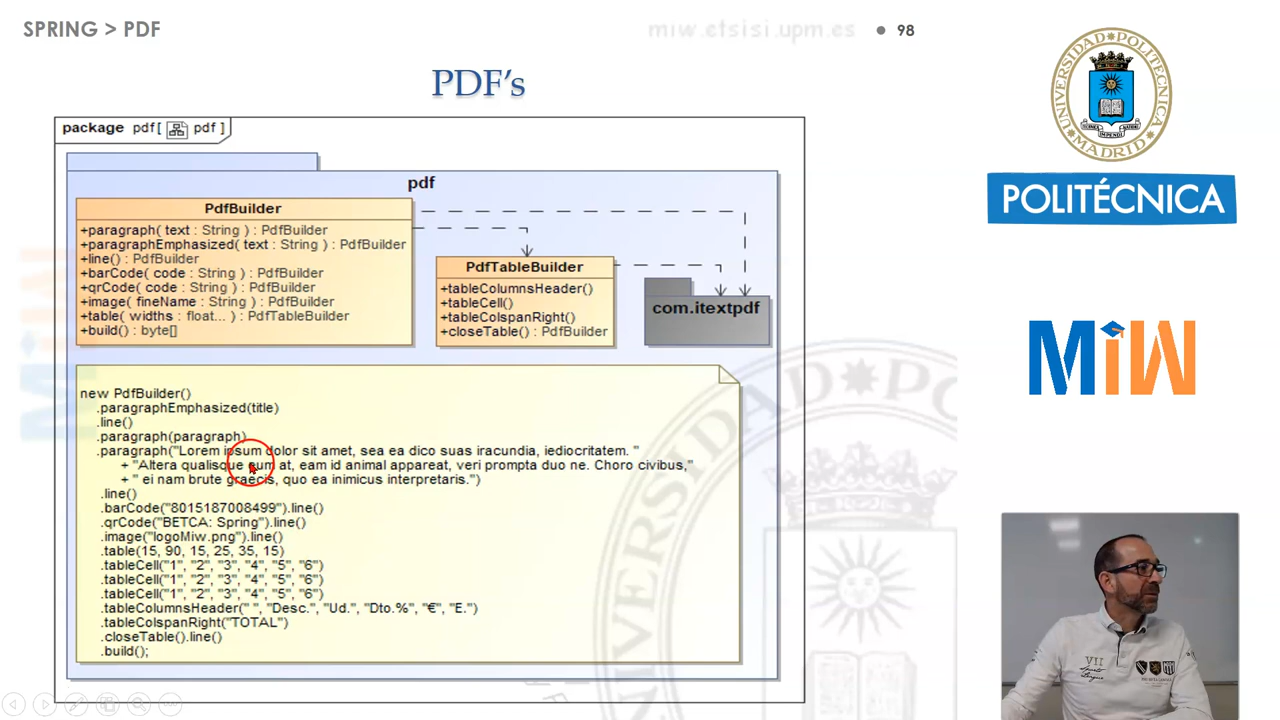 SPRING > PDF
miw.etsisi.upm.es
98
PDF's
package pdf[ pdf ]
pdf
PdfBuilder
+paragraph( text : String ) : PdfBuilder
+paragraphEmphasized( text : String ) : PdfBuilder
+line() : PdfBuilder
+barCode( code : String ) : PdfBuilder
+qrCode( code : String ) : PdfBuilder
+image( fineName : String ) : PdfBuilder
+table( widths : float... ) : PdfTableBuilder
+build() : byte[]
PdfTableBuilder
+tableColumnsHeader()
+tableCell()
+tableColspanRight()
+closeTable() : PdfBuilder
com.itextpdf
new PdfBuilder()
.paragraphEmphasized(title)
.line()
.paragraph(paragraph)
.paragraph("Lorem ipsum dolor sit amet, sea ea dico suas iracundia, iediocritatem. "
+ "Altera qualisque eum at, eam id animal appareat, veri prompta duo ne. Choro civibus,"
+ " ei nam brute graecis, quo ea inimicus interpretaris.")
.line()
.barCode("8015187008499").line()
.qrCode("BETCA: Spring").line()
.image("logoMiw.png").line()
.table(15, 90, 15, 25, 35, 15)
.tableCell("1", "2", "3", "4", "5", "6")
.tableCell("1", "2", "3", "4", "5", "6")
.tableCell("1", "2", "3", "4", "5", "6")
.tableColumnsHeader(" ", "Desc.", "Ud.", "Dto.%", "€", "E.")
.tableColspanRight("TOTAL")
.closeTable().line()
.build();
UNIVERSIDAD POLITÉCNICA
MADRID
POLITÉCNICA
MiW
VII